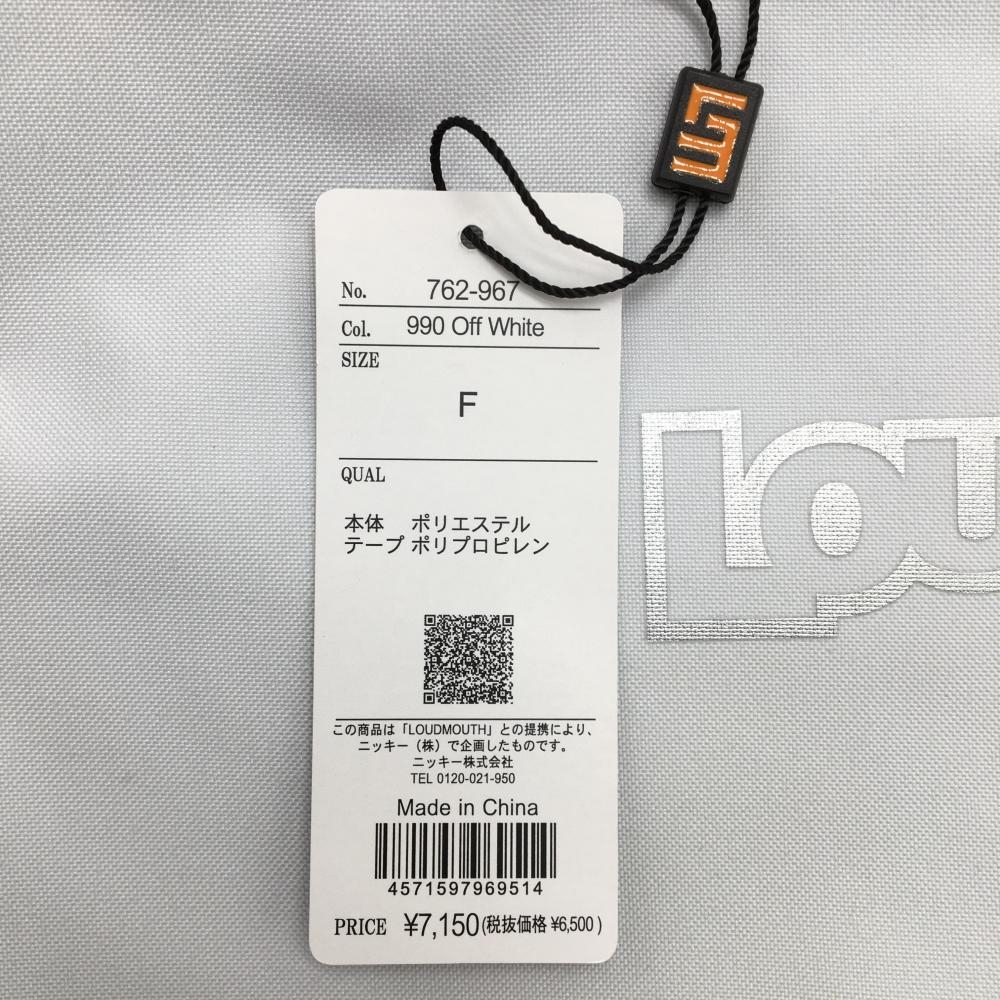 No. 762-967
Col. 990 Off White
SIZE
F
QUAL
本体 ポリエステル
テープ ポリプロピレン
この商品は「LOUDMOUTH」との提携により、
ニッキー(株)で企画したものです。
ニッキー株式会社
TEL 0120-021-950
Made in China
4571597969514
PRICE ¥7,150(税抜価格 ¥6,500)
Lou